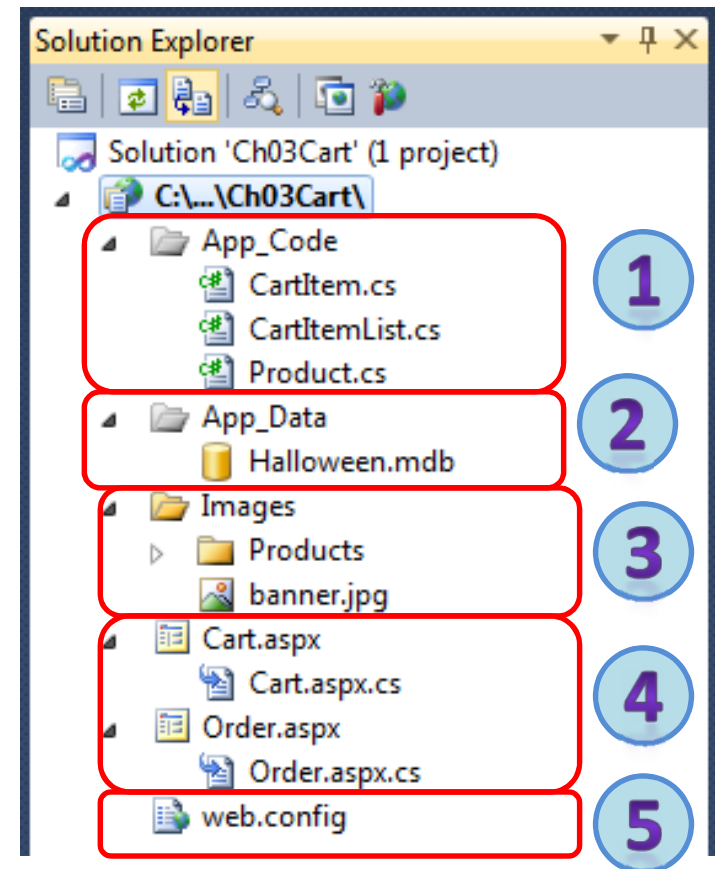 Solution Explorer
Solution 'Ch03Cart' (1 project)
C:\...\Ch03Cart\
App_Code
CartItem.cs
CartItemList.cs
Product.cs
1
App_Data
Halloween.mdb
2
Images
Products
banner.jpg
3
Cart.aspx
Cart.aspx.cs
Order.aspx
Order.aspx.cs
4
web.config
5